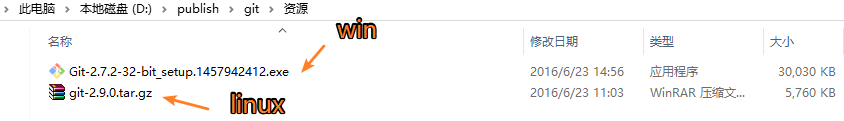 此电脑 > 本地磁盘 (D:) > publish > git > 资源
win
名称 修改日期 类型 大小
Git-2.7.2-32-bit_setup.1457942412.exe 2016/6/23 14:56 应用程序 30,030 KB
git-2.9.0.tar.gz 2016/6/23 11:03 WinRAR 压缩文... 5,760 KB
linux